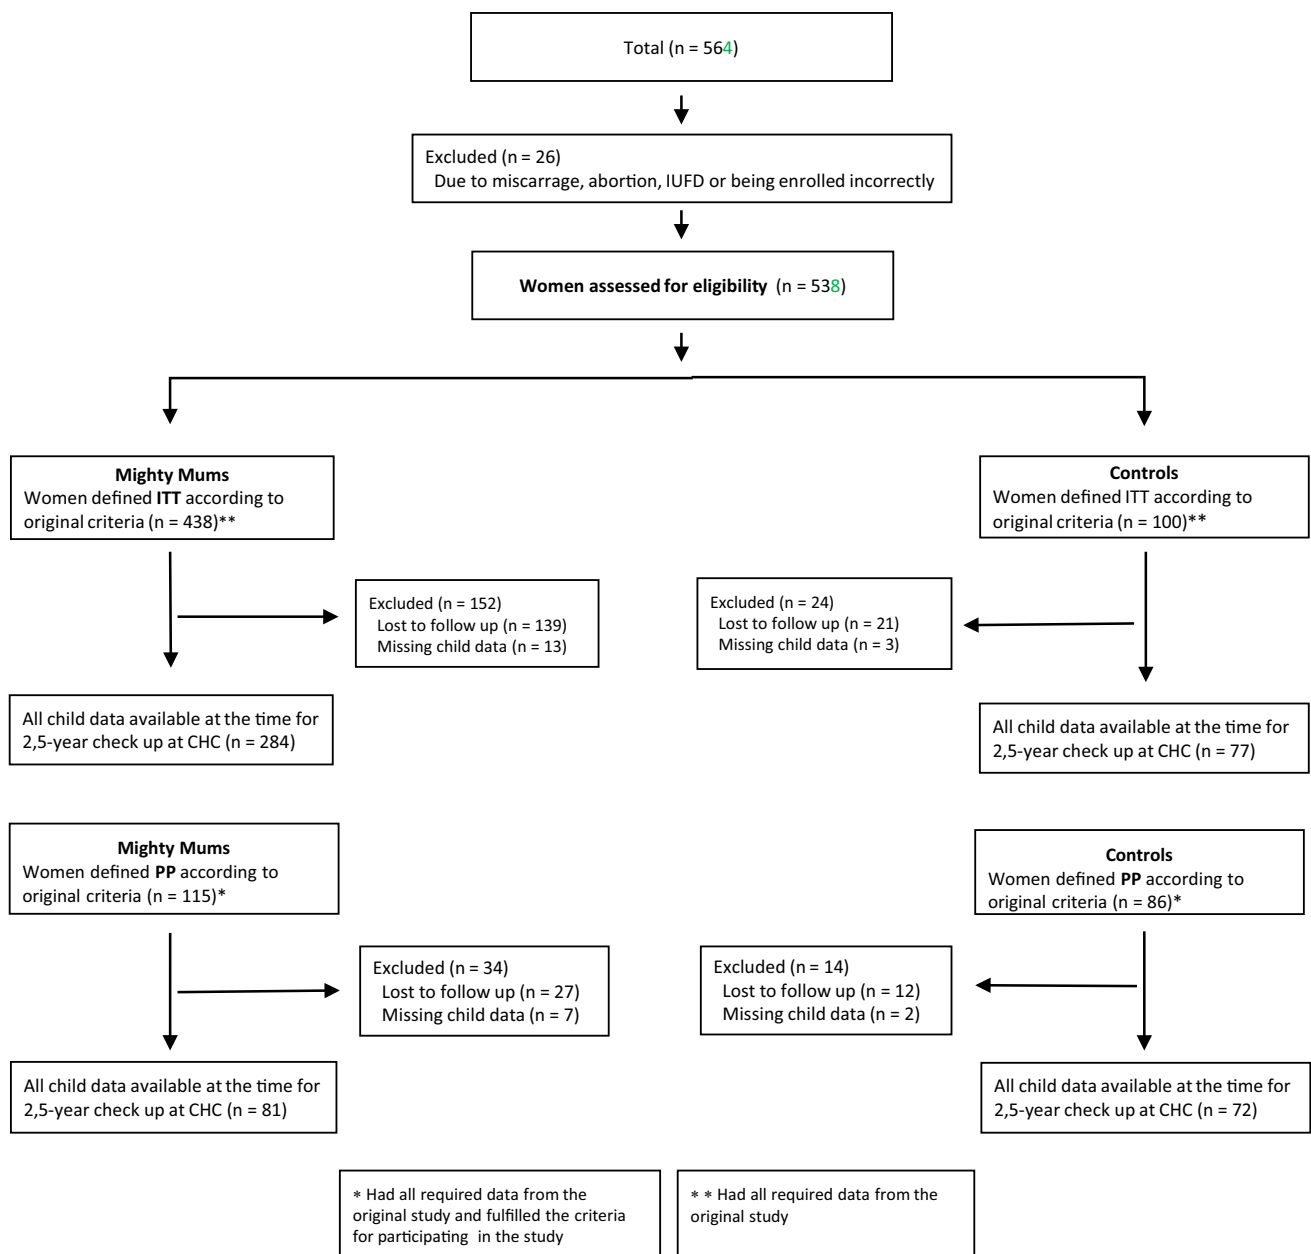 Total (n = 564)
Excluded (n = 26)
Due to miscarrage, abortion, IUFD or being enrolled incorrectly
Women assessed for eligibility (n = 538)
Mighty Mums
Women defined ITT according to
original criteria (n = 438)**
Controls
Women defined ITT according to
original criteria (n = 100)**
Excluded (n = 152)
Lost to follow up (n = 139)
Missing child data (n = 13)
Excluded (n = 24)
Lost to follow up (n = 21)
Missing child data (n = 3)
All child data available at the time for
2,5-year check up at CHC (n = 284)
All child data available at the time for
2,5-year check up at CHC (n = 77)
Mighty Mums
Women defined PP according to
original criteria (n = 115)*
Controls
Women defined PP according to
original criteria (n = 86)*
Excluded (n = 34)
Lost to follow up (n = 27)
Missing child data (n = 7)
Excluded (n = 14)
Lost to follow up (n = 12)
Missing child data (n = 2)
All child data available at the time for
2,5-year check up at CHC (n = 81)
All child data available at the time for
2,5-year check up at CHC (n = 72)
* Had all required data from the
original study and fulfilled the criteria
for participating in the study
* * Had all required data from the
original study